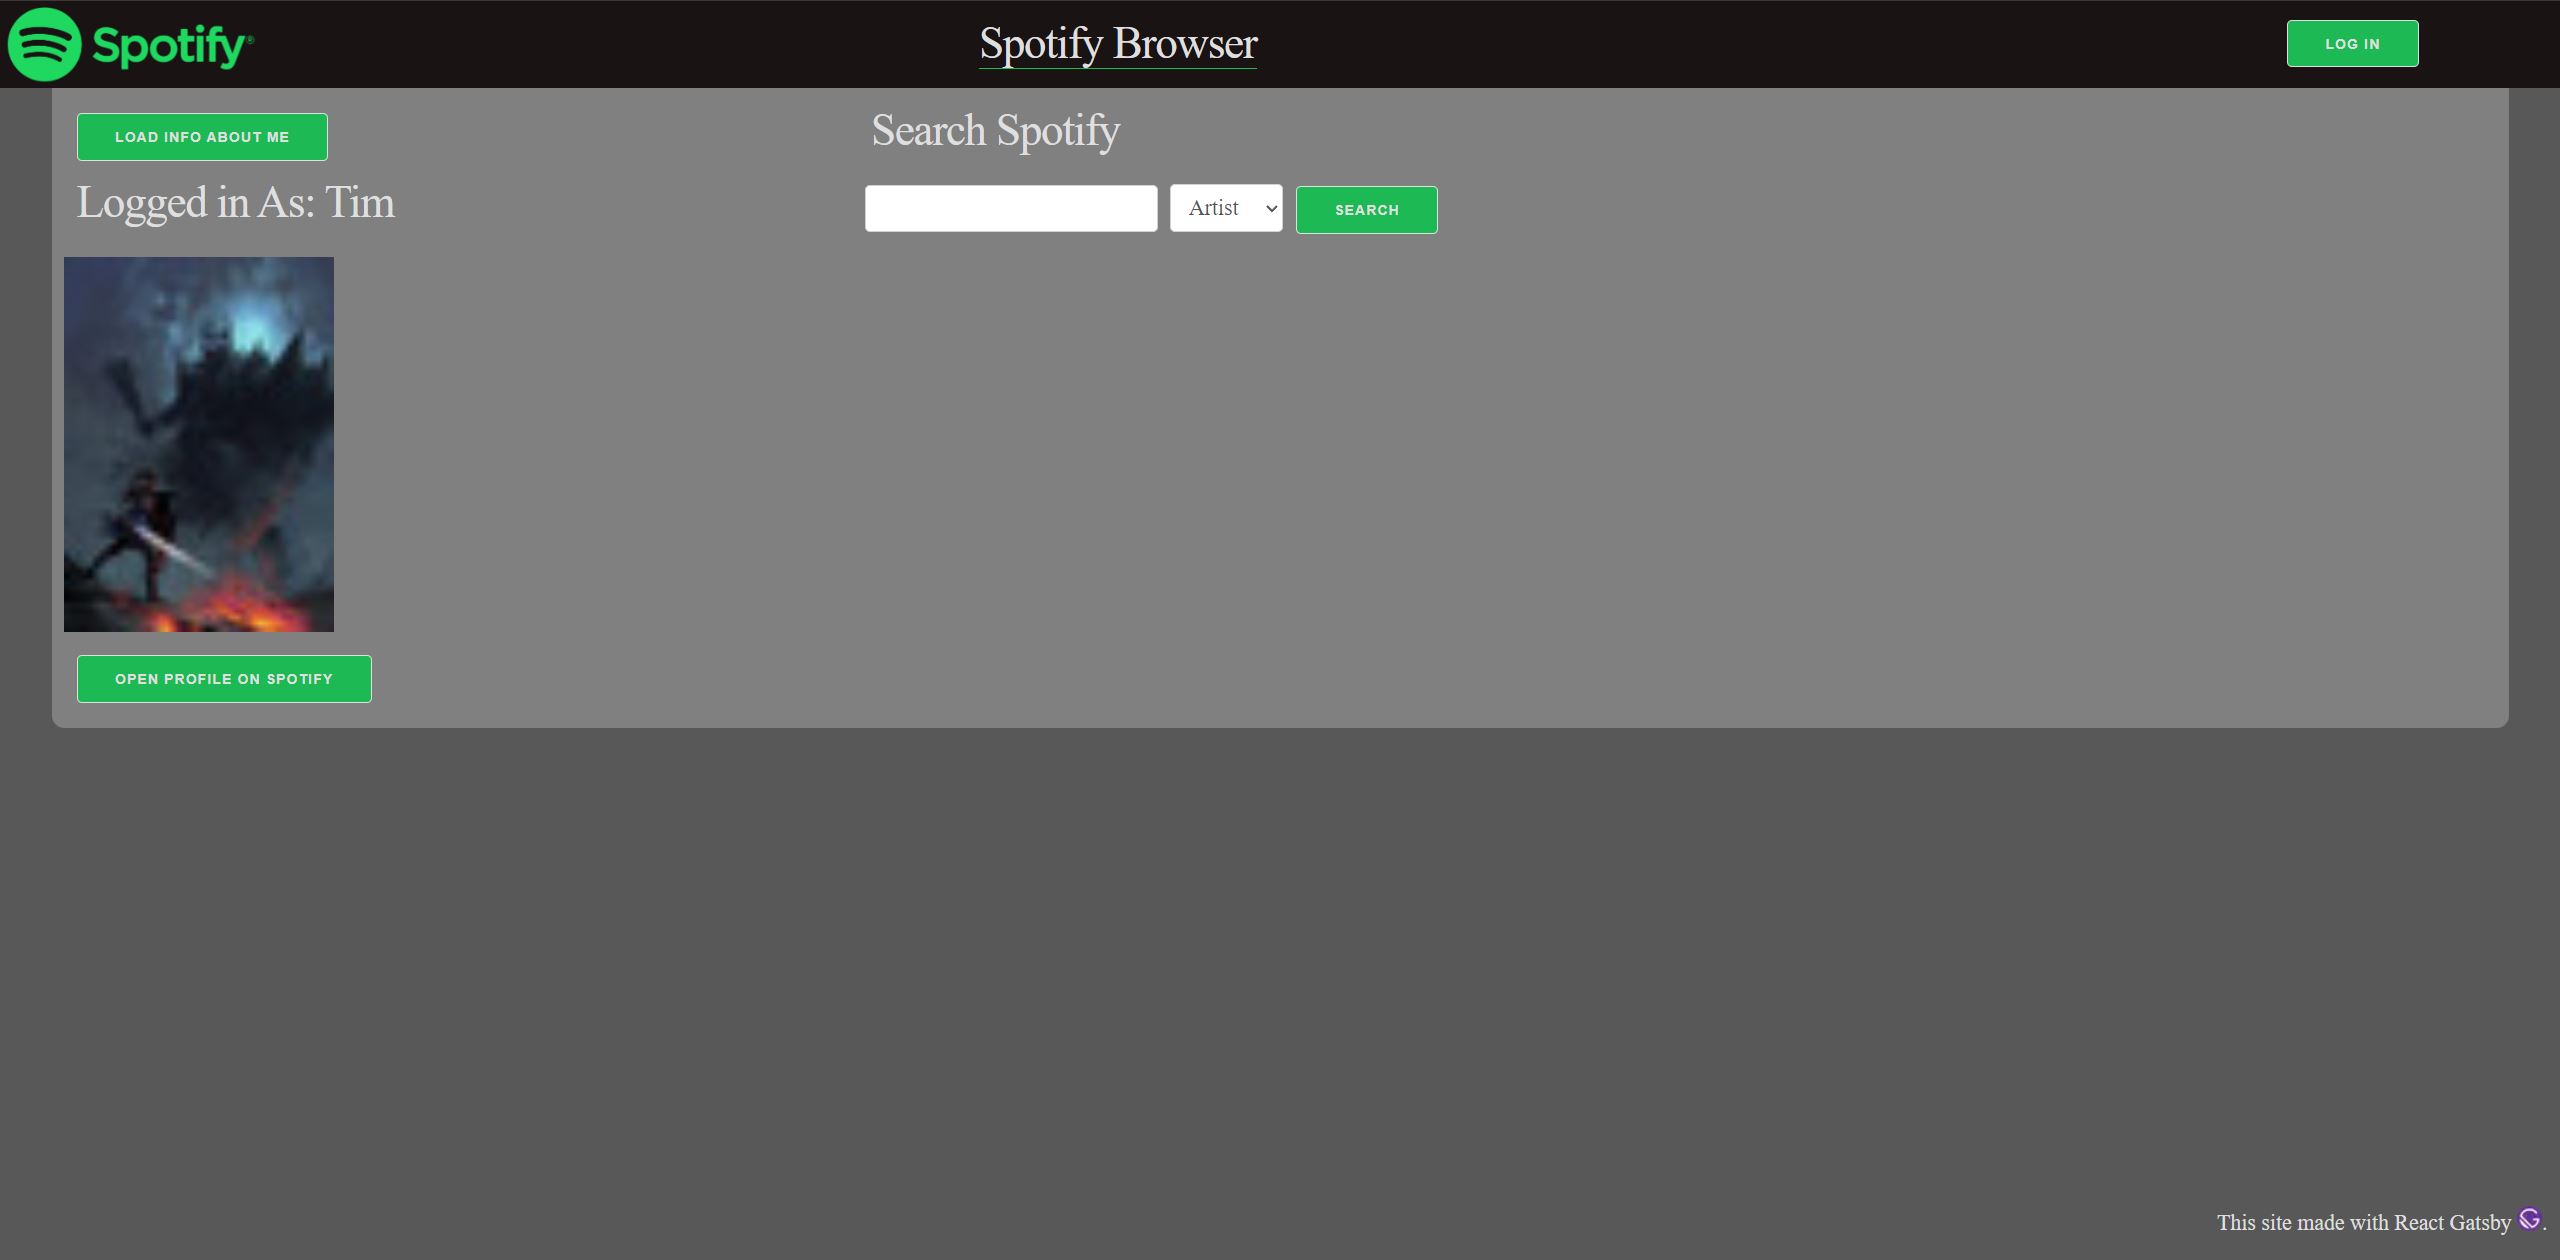 Spotify®
Spotify Browser
LOG IN
LOAD INFO ABOUT ME
Logged in As: Tim
OPEN PROFILE ON SPOTIFY
Search Spotify
Artist
SEARCH
This site made with React Gatsby .